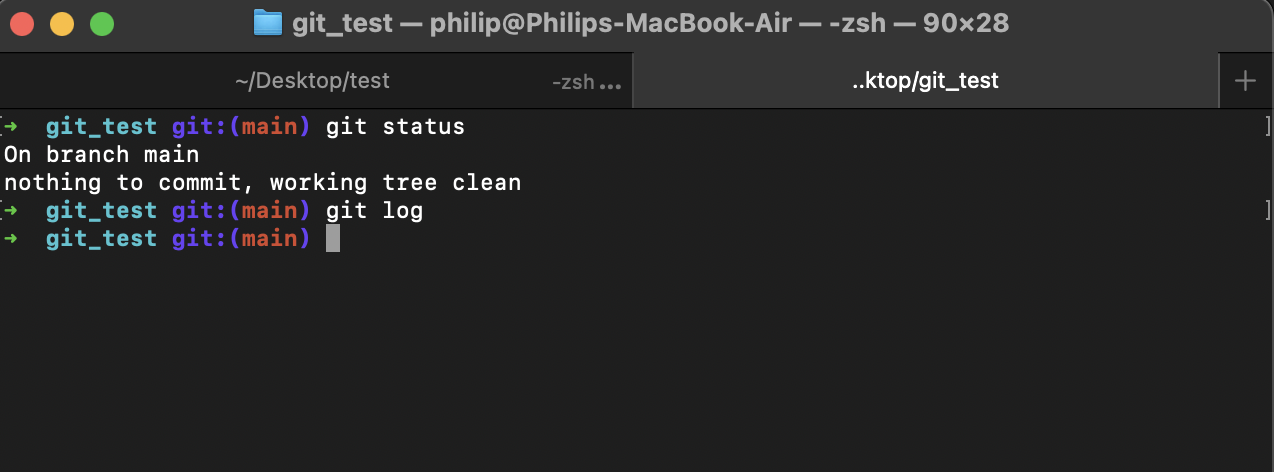 git_test — philip@Philips-MacBook-Air — -zsh — 90×28
~/Desktop/test -zsh ... ..ktop/git_test +
[➜ git_test git:(main) git status ]
On branch main
nothing to commit, working tree clean
[➜ git_test git:(main) git log ]
➜ git_test git:(main)